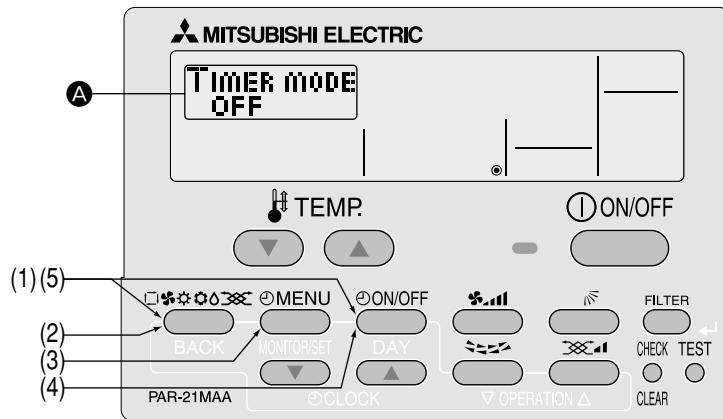 MITSUBISHI ELECTRIC
A
TIMER MODE
OFF
TEMP.
ON/OFF
(1) (5)
MENU
ON/OFF
FILTER
(2)
BACK
MONITOR/SET
DAY
CHECK
TEST
(3)
(4)
PAR-21MAA
CLOCK
▽ OPERATION △
CLEAR